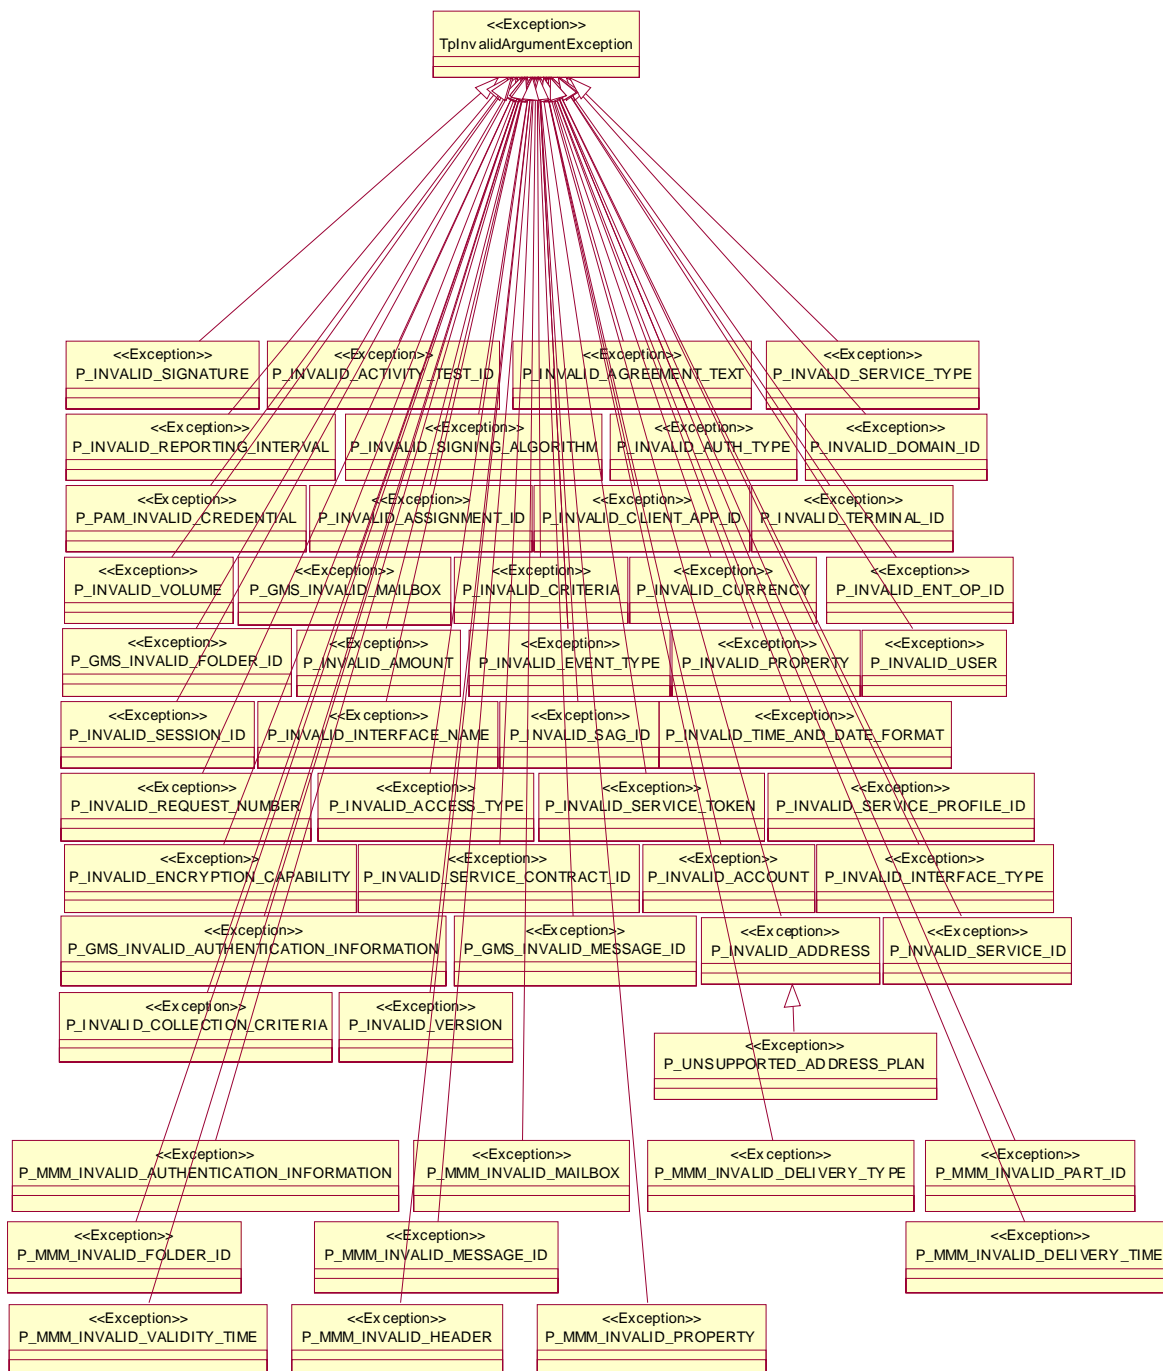 <<Exception>>
TpInvalidArgumentException
<<Exception>>
P_INVALID_SIGNATURE
<<Exception>>
P_INVALID_ACTIVITY_TEST_ID
<<Exception>>
P_INVALID_AGREEMENT_TEXT
<<Exception>>
P_INVALID_SERVICE_TYPE
<<Exception>>
P_INVALID_REPORTING_INTERVAL
<<Exception>>
P_INVALID_SIGNING_ALGORITHM
<<Exception>>
P_INVALID_AUTH_TYPE
<<Exception>>
P_INVALID_DOMAIN_ID
<<Exception>>
P_PAM_INVALID_CREDENTIAL
<<Exception>>
P_INVALID_ASSIGNMENT_ID
<<Exception>>
P_INVALID_CLIENT_APP_ID
<<Exception>>
P_INVALID_TERMINAL_ID
<<Exception>>
P_INVALID_VOLUME
<<Exception>>
P_GMS_INVALID_MAILBOX
<<Exception>>
P_INVALID_CRITERIA
<<Exception>>
P_INVALID_CURRENCY
<<Exception>>
P_INVALID_ENT_OP_ID
<<Exception>>
P_GMS_INVALID_FOLDER_ID
<<Exception>>
P_INVALID_AMOUNT
<<Exception>>
P_INVALID_EVENT_TYPE
<<Exception>>
P_INVALID_PROPERTY
<<Exception>>
P_INVALID_USER
<<Exception>>
P_INVALID_SESSION_ID
<<Exception>>
P_INVALID_INTERFACE_NAME
<<Exception>>
P_INVALID_SAG_ID
<<Exception>>
P_INVALID_TIME_AND_DATE_FORMAT
<<Exception>>
P_INVALID_REQUEST_NUMBER
<<Exception>>
P_INVALID_ACCESS_TYPE
<<Exception>>
P_INVALID_SERVICE_TOKEN
<<Exception>>
P_INVALID_SERVICE_PROFILE_ID
<<Exception>>
P_INVALID_ENCRYPTION_CAPABILITY
<<Exception>>
P_INVALID_SERVICE_CONTRACT_ID
<<Exception>>
P_INVALID_ACCOUNT
<<Exception>>
P_INVALID_INTERFACE_TYPE
<<Exception>>
P_GMS_INVALID_AUTHENTICATION_INFORMATION
<<Exception>>
P_GMS_INVALID_MESSAGE_ID
<<Exception>>
P_INVALID_ADDRESS
<<Exception>>
P_INVALID_SERVICE_ID
<<Exception>>
P_INVALID_COLLECTION_CRITERIA
<<Exception>>
P_INVALID_VERSION
<<Exception>>
P_UNSUPPORTED_ADDRESS_PLAN
<<Exception>>
P_MMM_INVALID_AUTHENTICATION_INFORMATION
<<Exception>>
P_MMM_INVALID_MAILBOX
<<Exception>>
P_MMM_INVALID_DELIVERY_TYPE
<<Exception>>
P_MMM_INVALID_PART_ID
<<Exception>>
P_MMM_INVALID_FOLDER_ID
<<Exception>>
P_MMM_INVALID_MESSAGE_ID
<<Exception>>
P_MMM_INVALID_DELIVERY_TIME
<<Exception>>
P_MMM_INVALID_VALIDITY_TIME
<<Exception>>
P_MMM_INVALID_HEADER
<<Exception>>
P_MMM_INVALID_PROPERTY